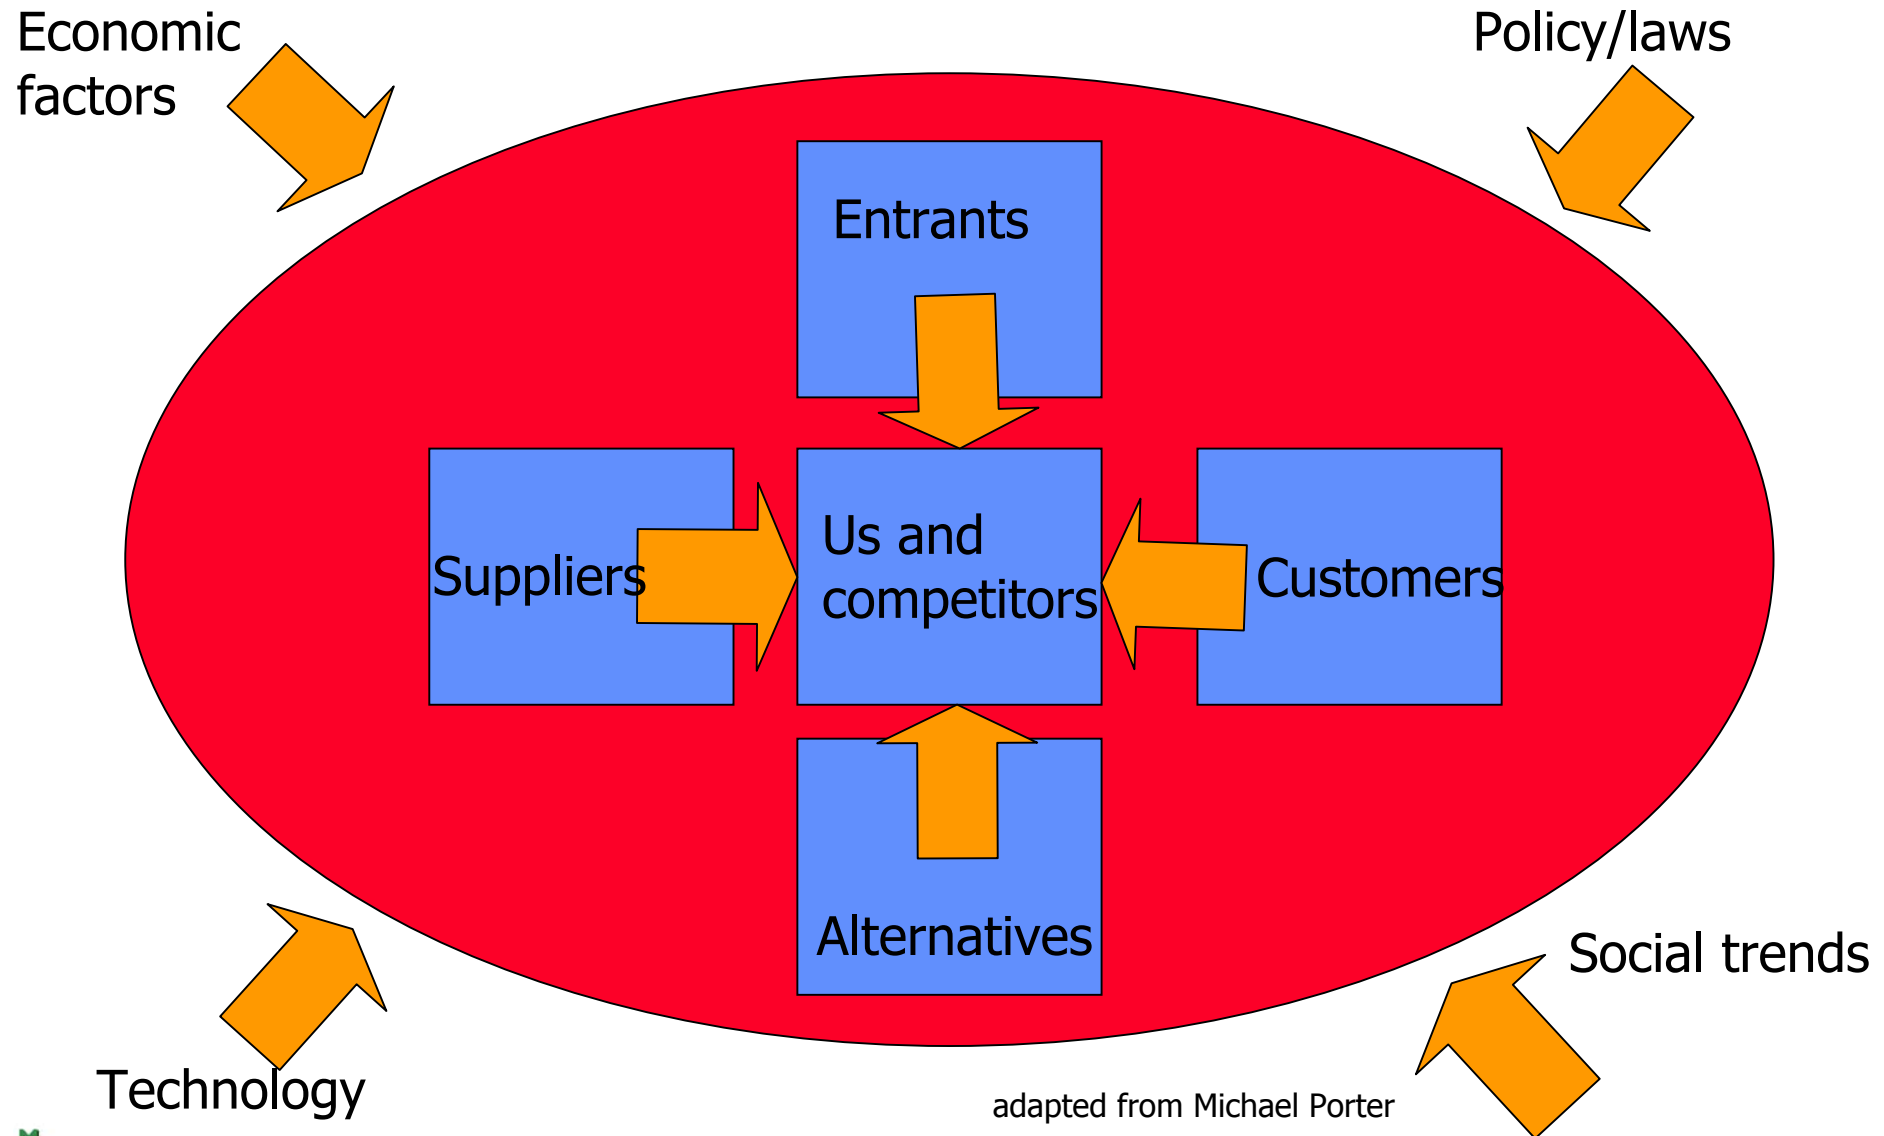 Economic
factors
Policy/laws
Entrants
Suppliers
Us and
competitors
Customers
Alternatives
Social trends
Technology
adapted from Michael Porter